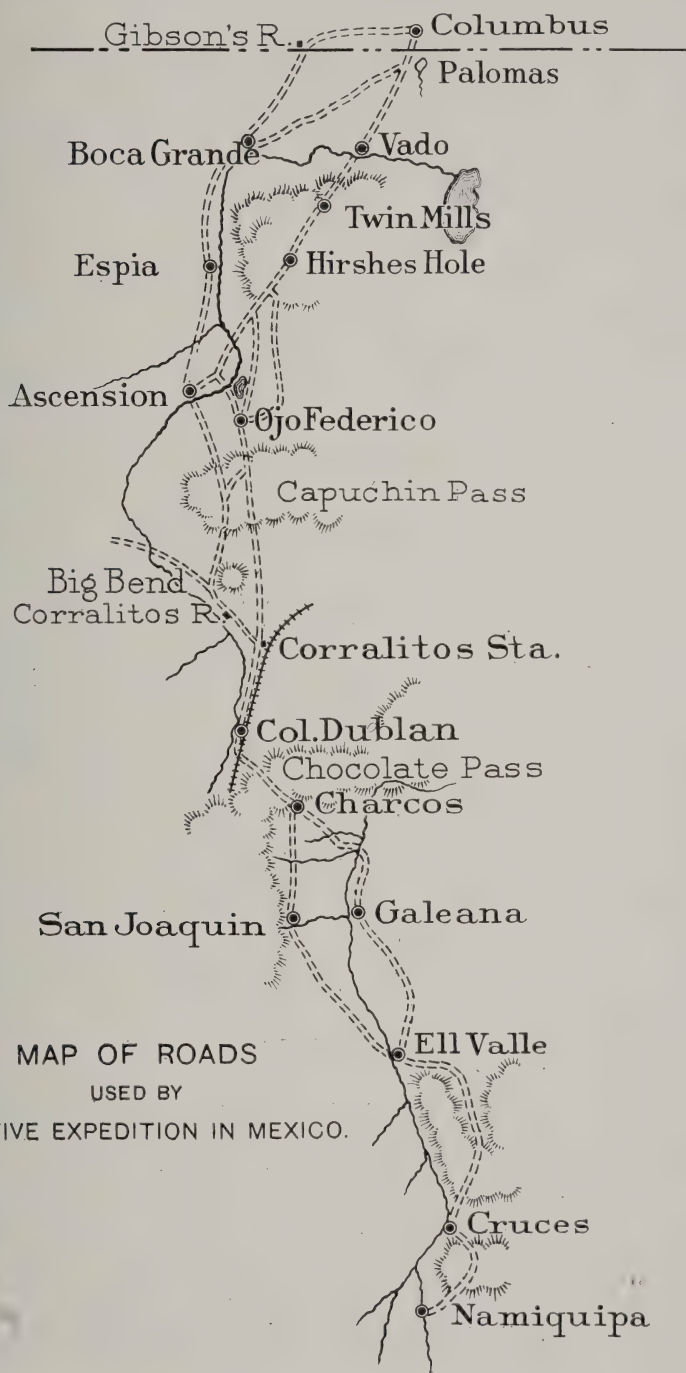 Gibson's R.
Columbus
Palomas
Boca Grande
Vado
Twin Mills
Espia
Hirshes Hole
Ascension
Ojo Federico
Capuchin Pass
Big Bend
Corralitos R.
Corralitos Sta.
Col. Dublan
Chocolate Pass
Charcos
San Joaquin
Galeana
Ell Valle
MAP OF ROADS
USED BY
IVE EXPEDITION IN MEXICO.
Cruces
Namiquipa